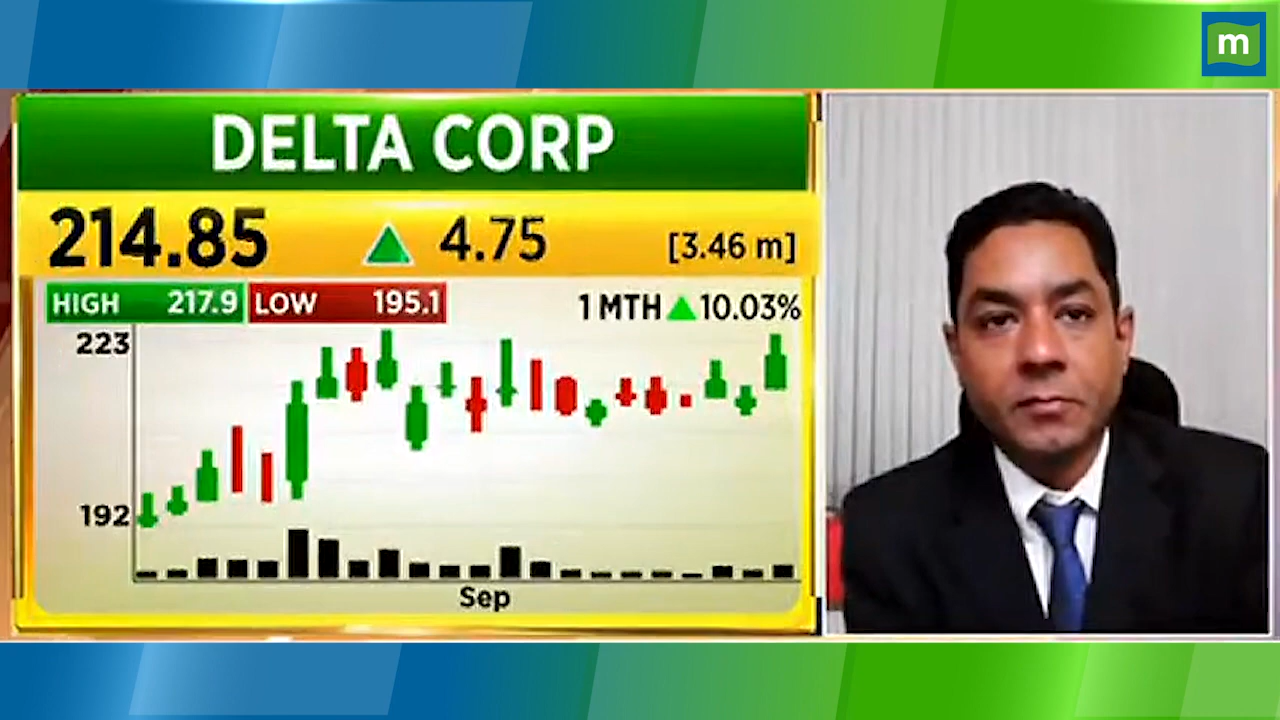 m
DELTA CORP
214.85 ▲ 4.75 [3.46 m]
HIGH 217.9 LOW 195.1 1 MTH ▲ 10.03%
223
192
Sep